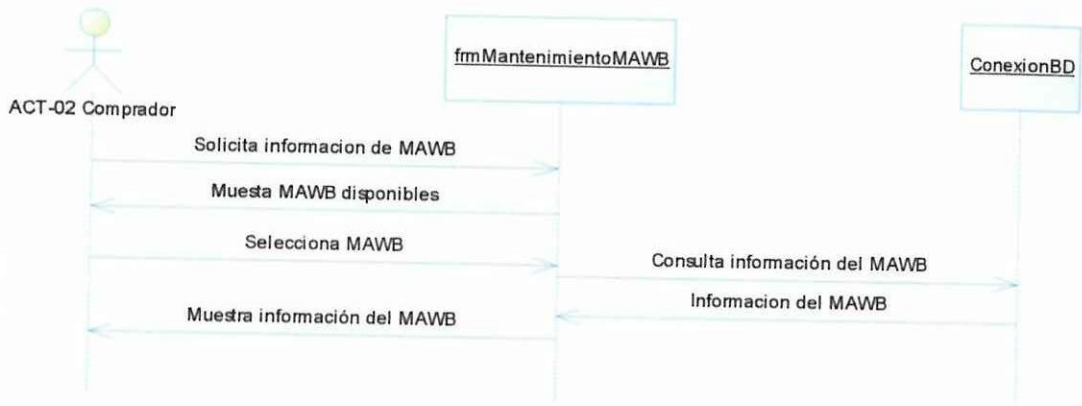 frmMantenimientoMAWB
ConexionBD
ACT-02 Comprador
Solicita informacion de MAWB
Muesta MAWB disponibles
Selecciona MAWB
Consulta información del MAWB
Informacion del MAWB
Muestra información del MAWB